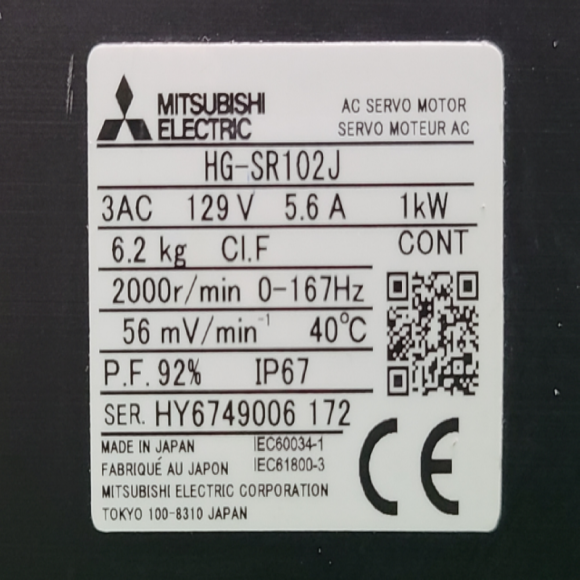 MITSUBISHI
ELECTRIC
AC SERVO MOTOR
SERVO MOTEUR AC
HG-SR102J
3AC 129 V 5.6 A 1kW
6.2 kg CI.F CONT
2000r/min 0-167Hz
56 mV/min⁻¹ 40℃
P.F. 92% IP67
SER. HY6749006 172
MADE IN JAPAN IEC60034-1
FABRIQUÉ AU JAPON IEC61800-3
MITSUBISHI ELECTRIC CORPORATION
TOKYO 100-8310 JAPAN
CE